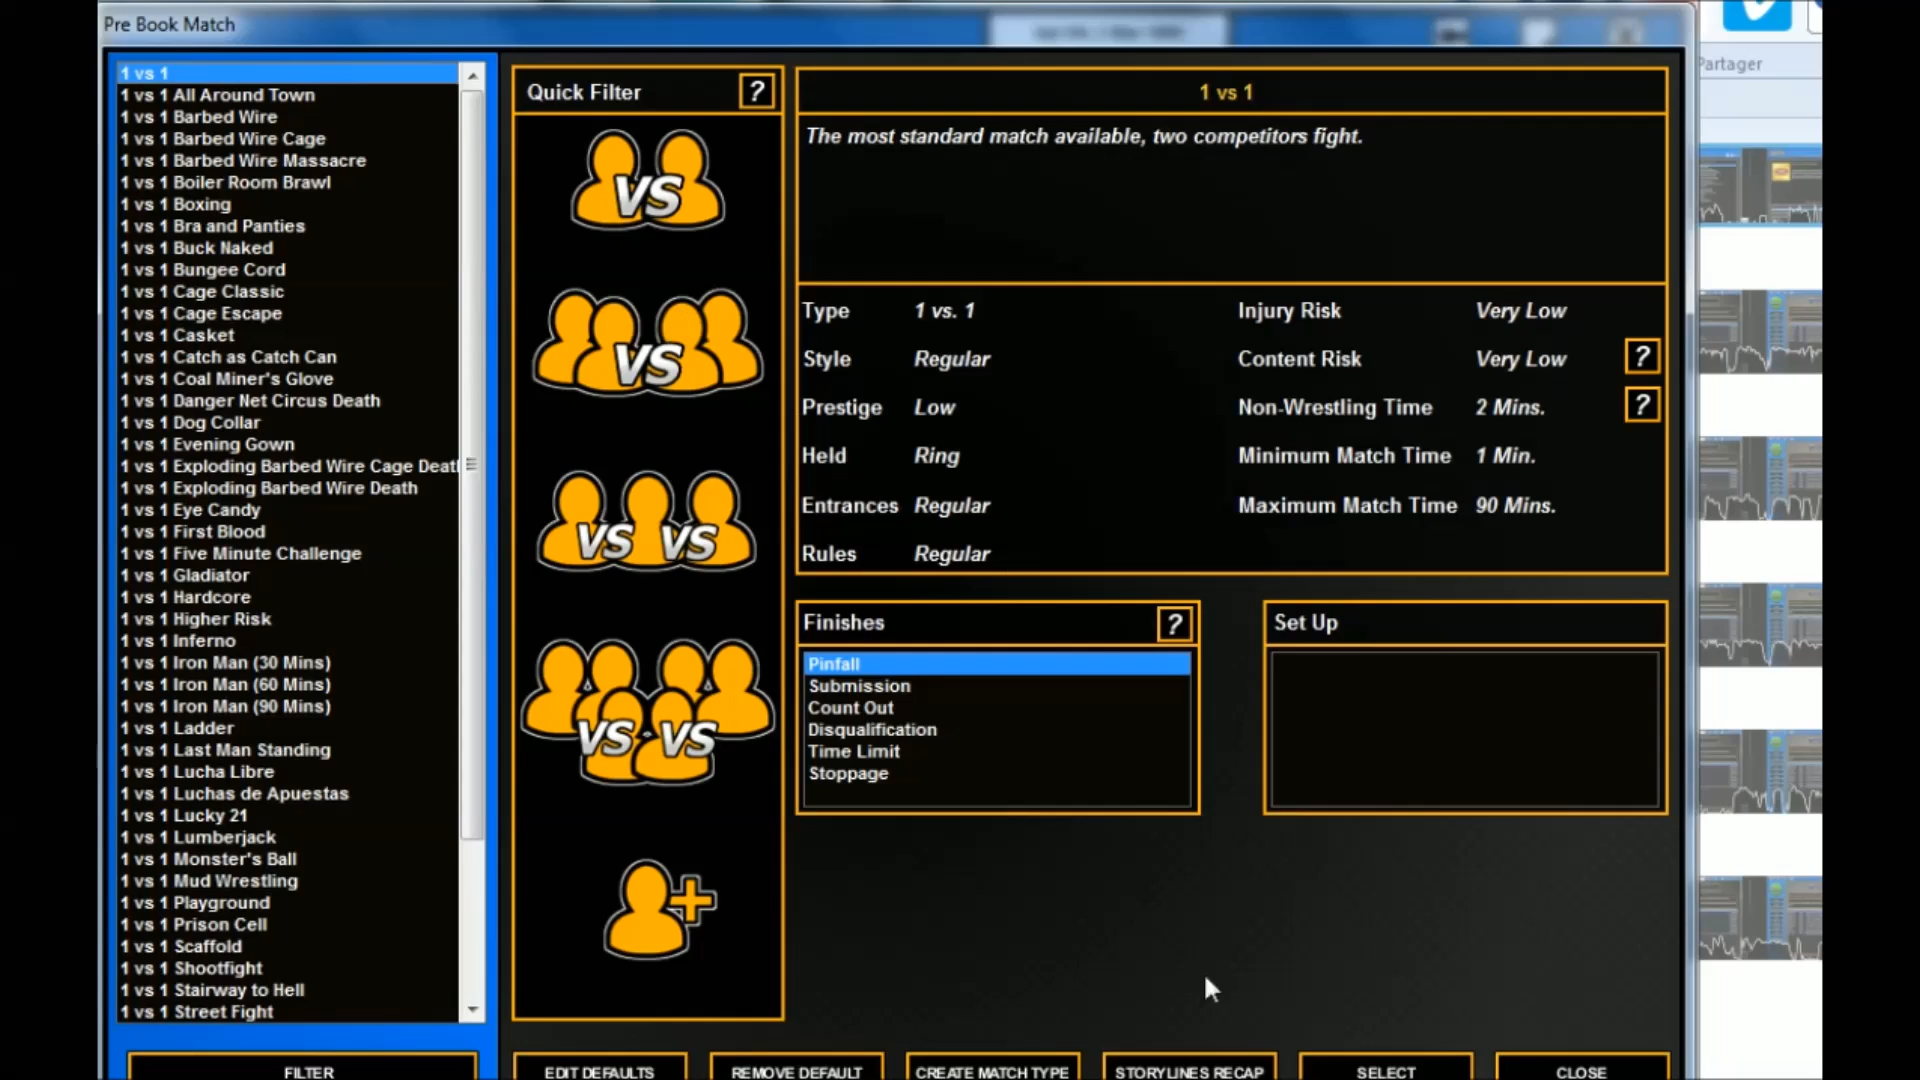 Pre Book Match
Partager
1 vs 1
1 vs 1 All Around Town
1 vs 1 Barbed Wire
1 vs 1 Barbed Wire Cage
1 vs 1 Barbed Wire Massacre
1 vs 1 Boiler Room Brawl
1 vs 1 Boxing
1 vs 1 Bra and Panties
1 vs 1 Buck Naked
1 vs 1 Bungee Cord
1 vs 1 Cage Classic
1 vs 1 Cage Escape
1 vs 1 Casket
1 vs 1 Catch as Catch Can
1 vs 1 Coal Miner's Glove
1 vs 1 Danger Net Circus Death
1 vs 1 Dog Collar
1 vs 1 Evening Gown
1 vs 1 Exploding Barbed Wire Cage Deat
1 vs 1 Exploding Barbed Wire Death
1 vs 1 Eye Candy
1 vs 1 First Blood
1 vs 1 Five Minute Challenge
1 vs 1 Gladiator
1 vs 1 Hardcore
1 vs 1 Higher Risk
1 vs 1 Inferno
1 vs 1 Iron Man (30 Mins)
1 vs 1 Iron Man (60 Mins)
1 vs 1 Iron Man (90 Mins)
1 vs 1 Ladder
1 vs 1 Last Man Standing
1 vs 1 Lucha Libre
1 vs 1 Luchas de Apuestas
1 vs 1 Lucky 21
1 vs 1 Lumberjack
1 vs 1 Monster's Ball
1 vs 1 Mud Wrestling
1 vs 1 Playground
1 vs 1 Prison Cell
1 vs 1 Scaffold
1 vs 1 Shootfight
1 vs 1 Stairway to Hell
1 vs 1 Street Fight
Quick Filter ?
VS
VS
VS VS
VS VS
1 vs 1
The most standard match available, two competitors fight.
Type 1 vs. 1 Injury Risk Very Low
Style Regular Content Risk Very Low ?
Prestige Low Non-Wrestling Time 2 Mins. ?
Held Ring Minimum Match Time 1 Min.
Entrances Regular Maximum Match Time 90 Mins.
Rules Regular
Finishes ?
Pinfall
Submission
Count Out
Disqualification
Time Limit
Stoppage
Set Up
FILTER EDIT DEFAULTS REMOVE DEFAULT CREATE MATCH TYPE STORYLINES RECAP SELECT CLOSE